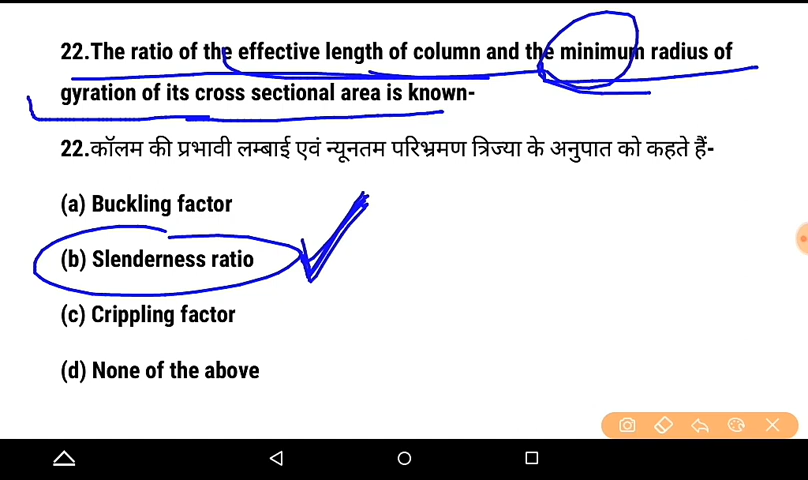 22.The ratio of the effective length of column and the minimum radius of
gyration of its cross sectional area is known-
22.कॉलम की प्रभावी लम्बाई एवं न्यूनतम परिभ्रमण त्रिज्या के अनुपात को कहते हैं-
(a) Buckling factor
(b) Slenderness ratio
(c) Crippling factor
(d) None of the above